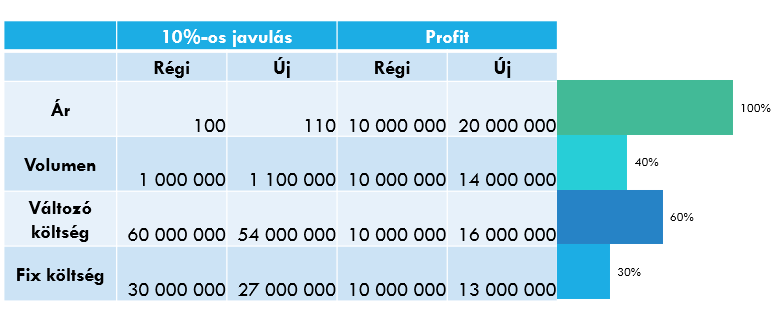 10%-os javulás Profit
Régi Új Régi Új
Ár 100 110 10 000 000 20 000 000 100%
Volumen 1 000 000 1 100 000 10 000 000 14 000 000 40%
Változó
költség 60 000 000 54 000 000 10 000 000 16 000 000 60%
Fix költség 30 000 000 27 000 000 10 000 000 13 000 000 30%